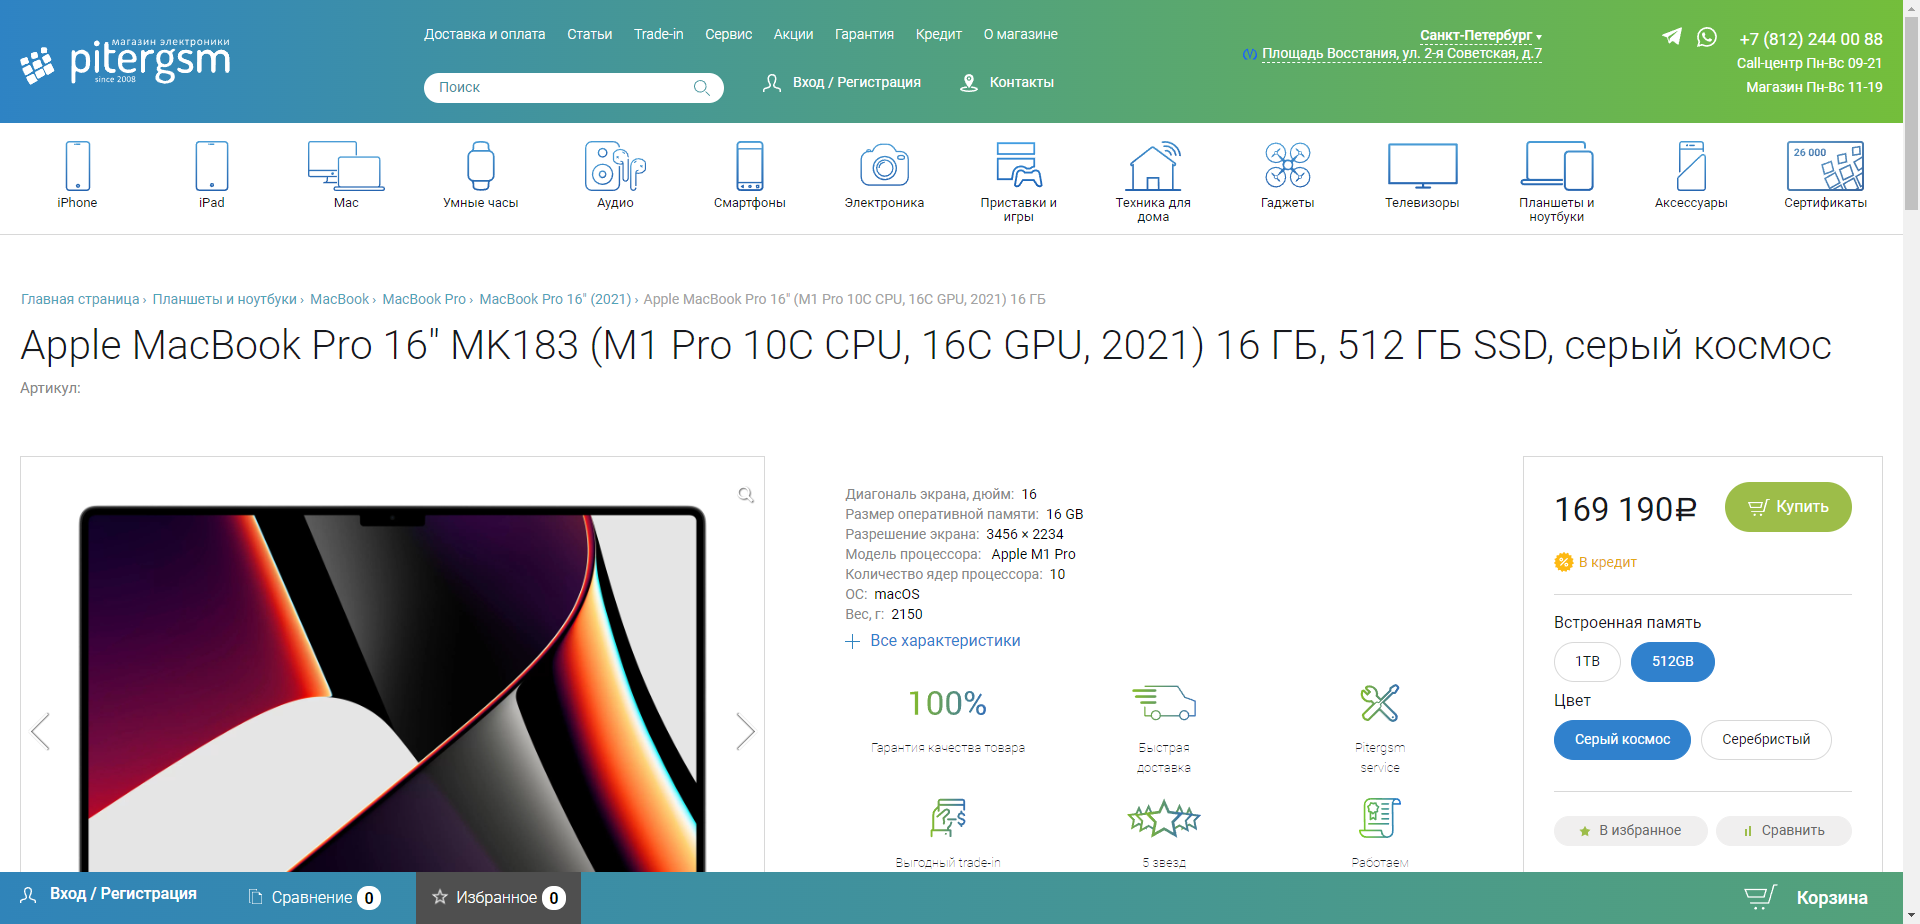 магазин электроники
pitergsm
since 2008
Доставка и оплата Статьи Trade-in Сервис Акции Гарантия Кредит О магазине
Поиск
Вход / Регистрация
Контакты
Санкт-Петербург
Площадь Восстания, ул. 2-я Советская, д.7
+7 (812) 244 00 88
Call-центр Пн-Вс 09-21
Магазин Пн-Вс 11-19
iPhone
iPad
Mac
Умные часы
Аудио
Смартфоны
Электроника
Приставки и
игры
Техника для
дома
Гаджеты
Телевизоры
Планшеты и
ноутбуки
Аксессуары
26 000
Сертификаты
Главная страница › Планшеты и ноутбуки › MacBook › MacBook Pro › MacBook Pro 16" (2021) › Apple MacBook Pro 16" (M1 Pro 10C CPU, 16C GPU, 2021) 16 ГБ
Apple MacBook Pro 16" MK183 (M1 Pro 10C CPU, 16C GPU, 2021) 16 ГБ, 512 ГБ SSD, серый космос
Артикул:
Диагональ экрана, дюйм: 16
Размер оперативной памяти: 16 GB
Разрешение экрана: 3456 × 2234
Модель процессора: Apple M1 Pro
Количество ядер процессора: 10
ОС: macOS
Вес, г: 2150
Все характеристики
100%
Гарантия качества товара
Быстрая
доставка
Pitergsm
service
Выгодный trade-in
5 звезд
Работаем
169 190₽
Купить
В кредит
Встроенная память
1TB
512GB
Цвет
Серый космос
Серебристый
В избранное
Сравнить
Вход / Регистрация
Сравнение 0
Избранное 0
Корзина